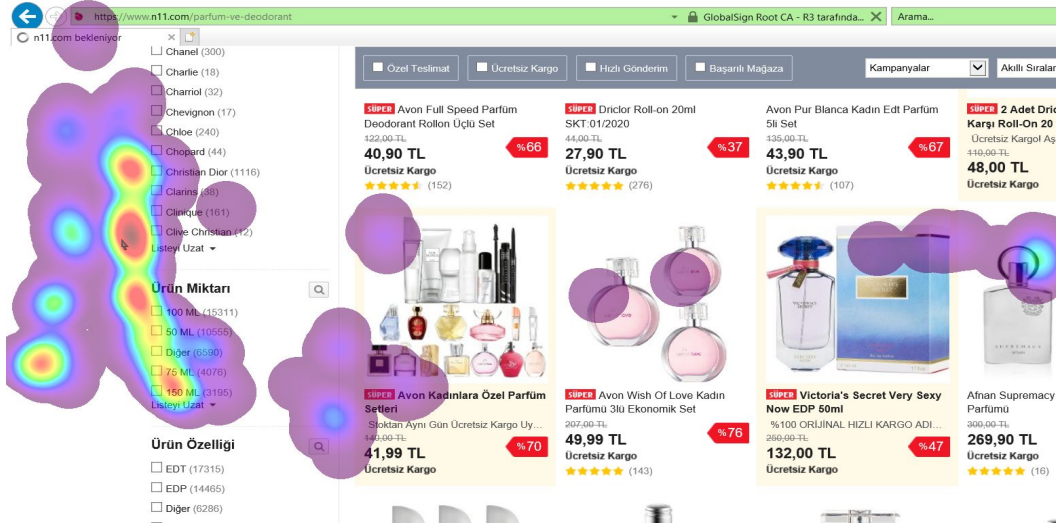 https://www.n11.com/parfum-ve-deodorant
GlobalSign Root CA - R3 tarafında...
Arama...
n11.com bekleniyor
Chanel (300)
Charlie (18)
Charriol (32)
Chevignon (17)
Chloe (240)
Chopard (44)
Christian Dior (1116)
Clarins (38)
Clinique (161)
Clive Christian (12)
Listeyi Uzat
Ürün Miktarı
100 ML (15311)
50 ML (10555)
Diğer (6590)
75 ML (4076)
150 ML (3195)
Listeyi Uzat
Ürün Özelliği
EDT (17315)
EDP (14465)
Diğer (6286)
Özel Teslimat
Ücretsiz Kargo
Hızlı Gönderim
Başarılı Mağaza
Kampanyalar
Akıllı Sıralar
SÜPER Avon Full Speed Parfüm
Deodorant Rollon Üçlü Set
122,00 TL
40,90 TL
%66
Ücretsiz Kargo
(152)
SÜPER Driclor Roll-on 20ml
SKT:01/2020
44,00 TL
27,90 TL
%37
Ücretsiz Kargo
(276)
Avon Pur Blanca Kadın Edt Parfüm
5li Set
135,00 TL
43,90 TL
%67
Ücretsiz Kargo
(107)
SÜPER 2 Adet Dric
Karşı Roll-On 20
Ücretsiz Kargo! Aş
110,00 TL
48,00 TL
Ücretsiz Kargo
SÜPER Avon Kadınlara Özel Parfüm
Setleri
Stoktan Aynı Gün Ücretsiz Kargo Uy...
140,00 TL
41,99 TL
%70
Ücretsiz Kargo
SÜPER Avon Wish Of Love Kadın
Parfümü 3lü Ekonomik Set
207,00 TL
49,99 TL
%76
Ücretsiz Kargo
(143)
SÜPER Victoria's Secret Very Sexy
Now EDP 50ml
%100 ORİJİNAL HIZLI KARGO ADI...
250,00 TL
132,00 TL
%47
Ücretsiz Kargo
SUPREMACY
Afnan Supremacy
Parfümü
300,00 TL
269,90 TL
Ücretsiz Kargo
(16)